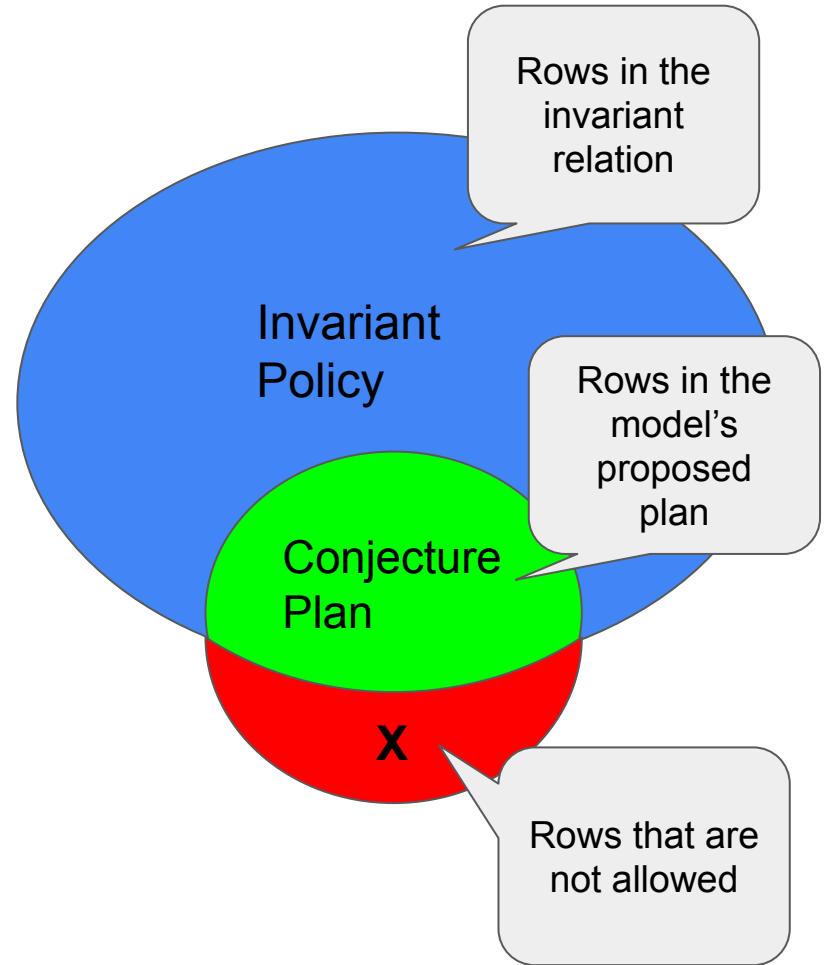 Rows in the
invariant
relation
Invariant
Policy
Rows in the
model’s
proposed
plan
Conjecture
Plan
X
Rows that are
not allowed